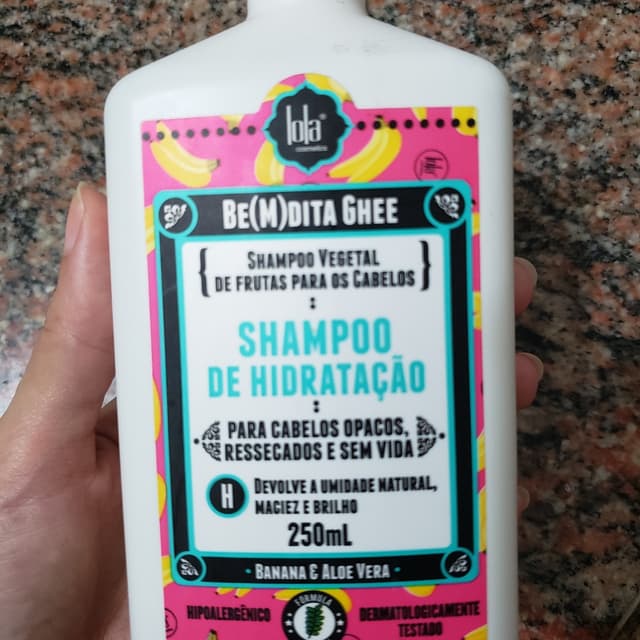 lola
cosmetics
BE(M)DITA GHEE
SHAMPOO VEGETAL
DE FRUTAS PARA OS CABELOS
SHAMPOO
DE HIDRATAÇÃO
PARA CABELOS OPACOS,
RESSECADOS E SEM VIDA
H DEVOLVE A UMIDADE NATURAL,
MACIEZ E BRILHO
250mL
· BANANA & ALOE VERA ·
HIPOALERGÊNICO
FORMULA
DERMATOLOGICAMENTE
TESTADO